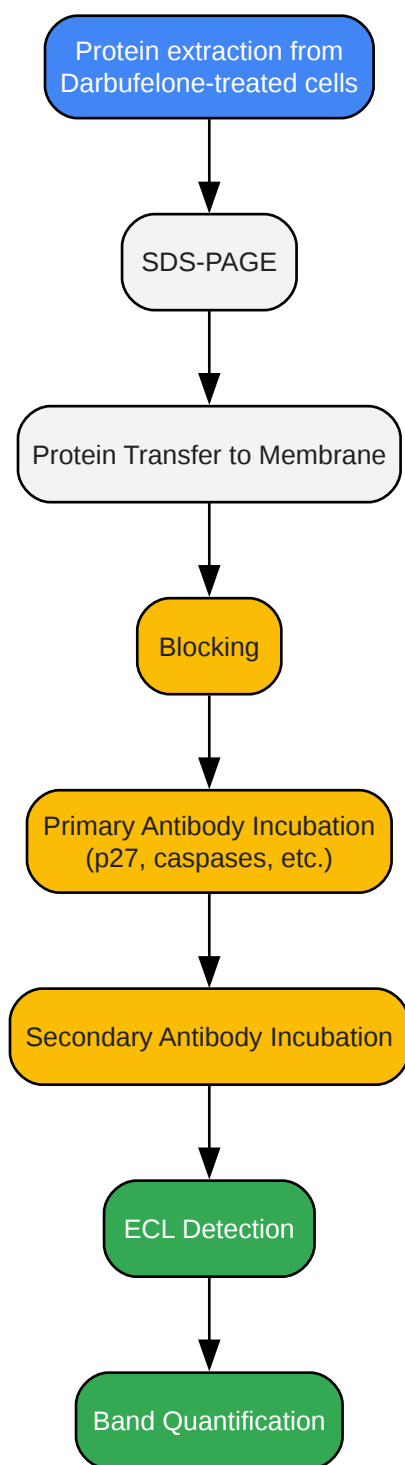 Protein extraction from
Darbufelone-treated cells
SDS-PAGE
Protein Transfer to Membrane
Blocking
Primary Antibody Incubation
(p27, caspases, etc.)
Secondary Antibody Incubation
ECL Detection
Band Quantification